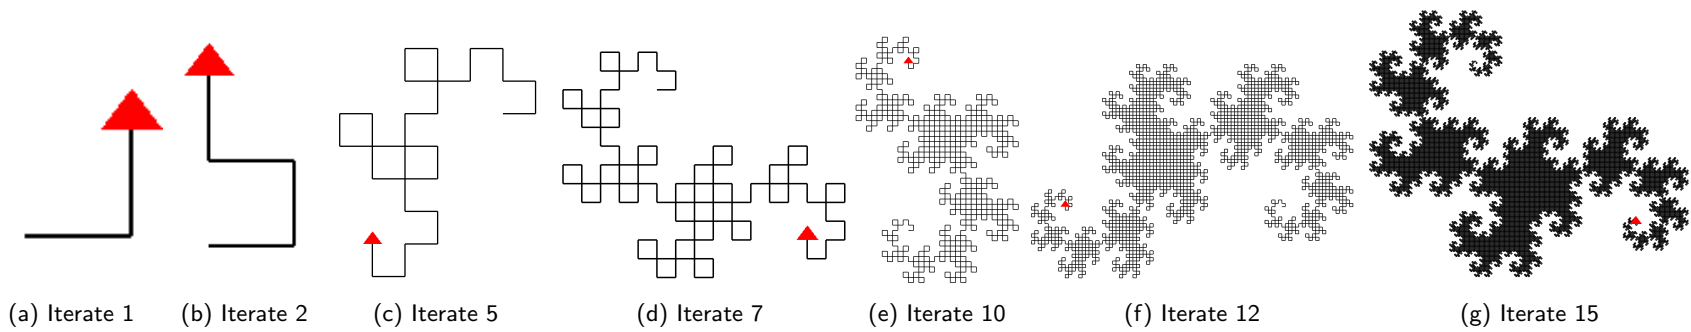 (a) Iterate 1
(b) Iterate 2
(c) Iterate 5
(d) Iterate 7
(e) Iterate 10
(f) Iterate 12
(g) Iterate 15